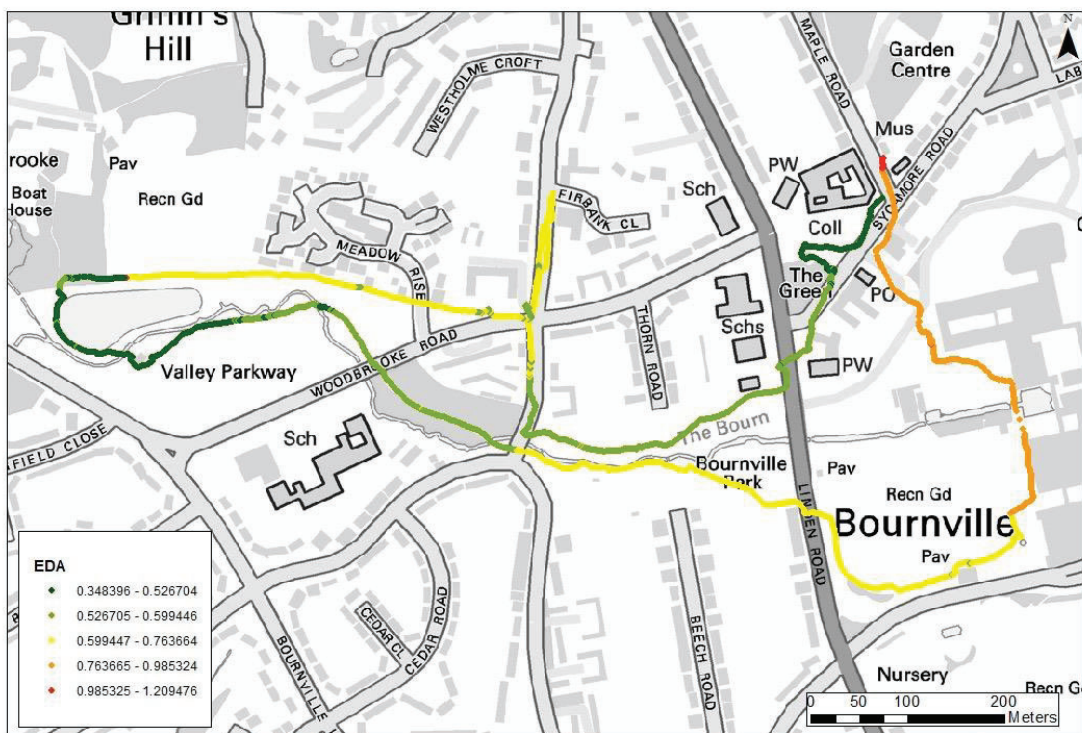 Griffin's
Hill
WESTHOLME CROFT
MAPLE ROAD
Garden
Centre
N
LAB
Mus
SYCAMORE ROAD
PW
Coll
Sch
FIRBANK CL
rooke
Boat
House
Pav
Recn Gd
MEADOW RISE
The
Green
PO
Schs
PW
THORN ROAD
WOODBROOKE ROAD
Valley Parkway
The Bourn
Sch
NFIELD CLOSE
Bournville
Park
Pav
Recn Gd
Bournville
Pav
LINDEN ROAD
BEECH ROAD
CEDAR ROAD
CEDAR CL
BOURNVILLE
Nursery
Recn G
EDA
0.348396 - 0.526704
0.526705 - 0.599446
0.599447 - 0.763664
0.763665 - 0.985324
0.985325 - 1.209476
0 50 100 200
Meters